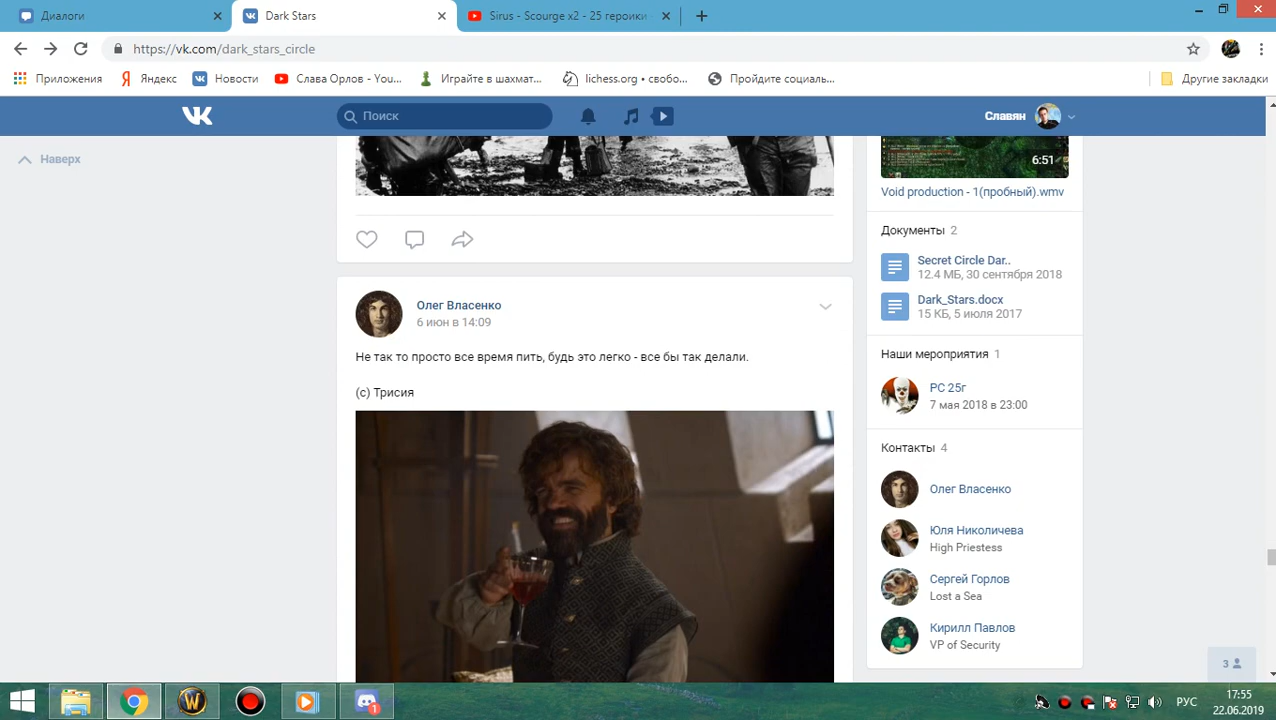 Диалоги
Dark Stars
Sirus - Scourge x2 - 25 героики
https://vk.com/dark_stars_circle
Приложения
Яндекс
Новости
Слава Орлов - You...
Играйте в шахмат...
lichess.org • свобо...
Пройдите социаль...
Другие закладки
Поиск
Славян
Наверх
6:51
Void production - 1(пробный).wmv
Документы 2
Secret Circle Dar..
12.4 МБ, 30 сентября 2018
Dark_Stars.docx
15 КБ, 5 июля 2017
Олег Власенко
6 июн в 14:09
Не так то просто все время пить, будь это легко - все бы так делали.
(с) Трисия
Наши мероприятия 1
РС 25г
7 мая 2018 в 23:00
Контакты 4
Олег Власенко
Юля Николичева
High Priestess
Сергей Горлов
Lost a Sea
Кирилл Павлов
VP of Security
3
1
РУС
17:55
22.06.2019